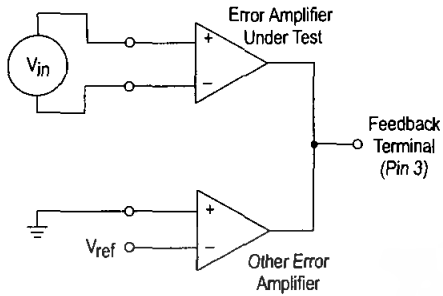 Error Amplifier
Under Test
+
−
Vin
Feedback
Terminal
(Pin 3)
+
−
Vref
Other Error
Amplifier